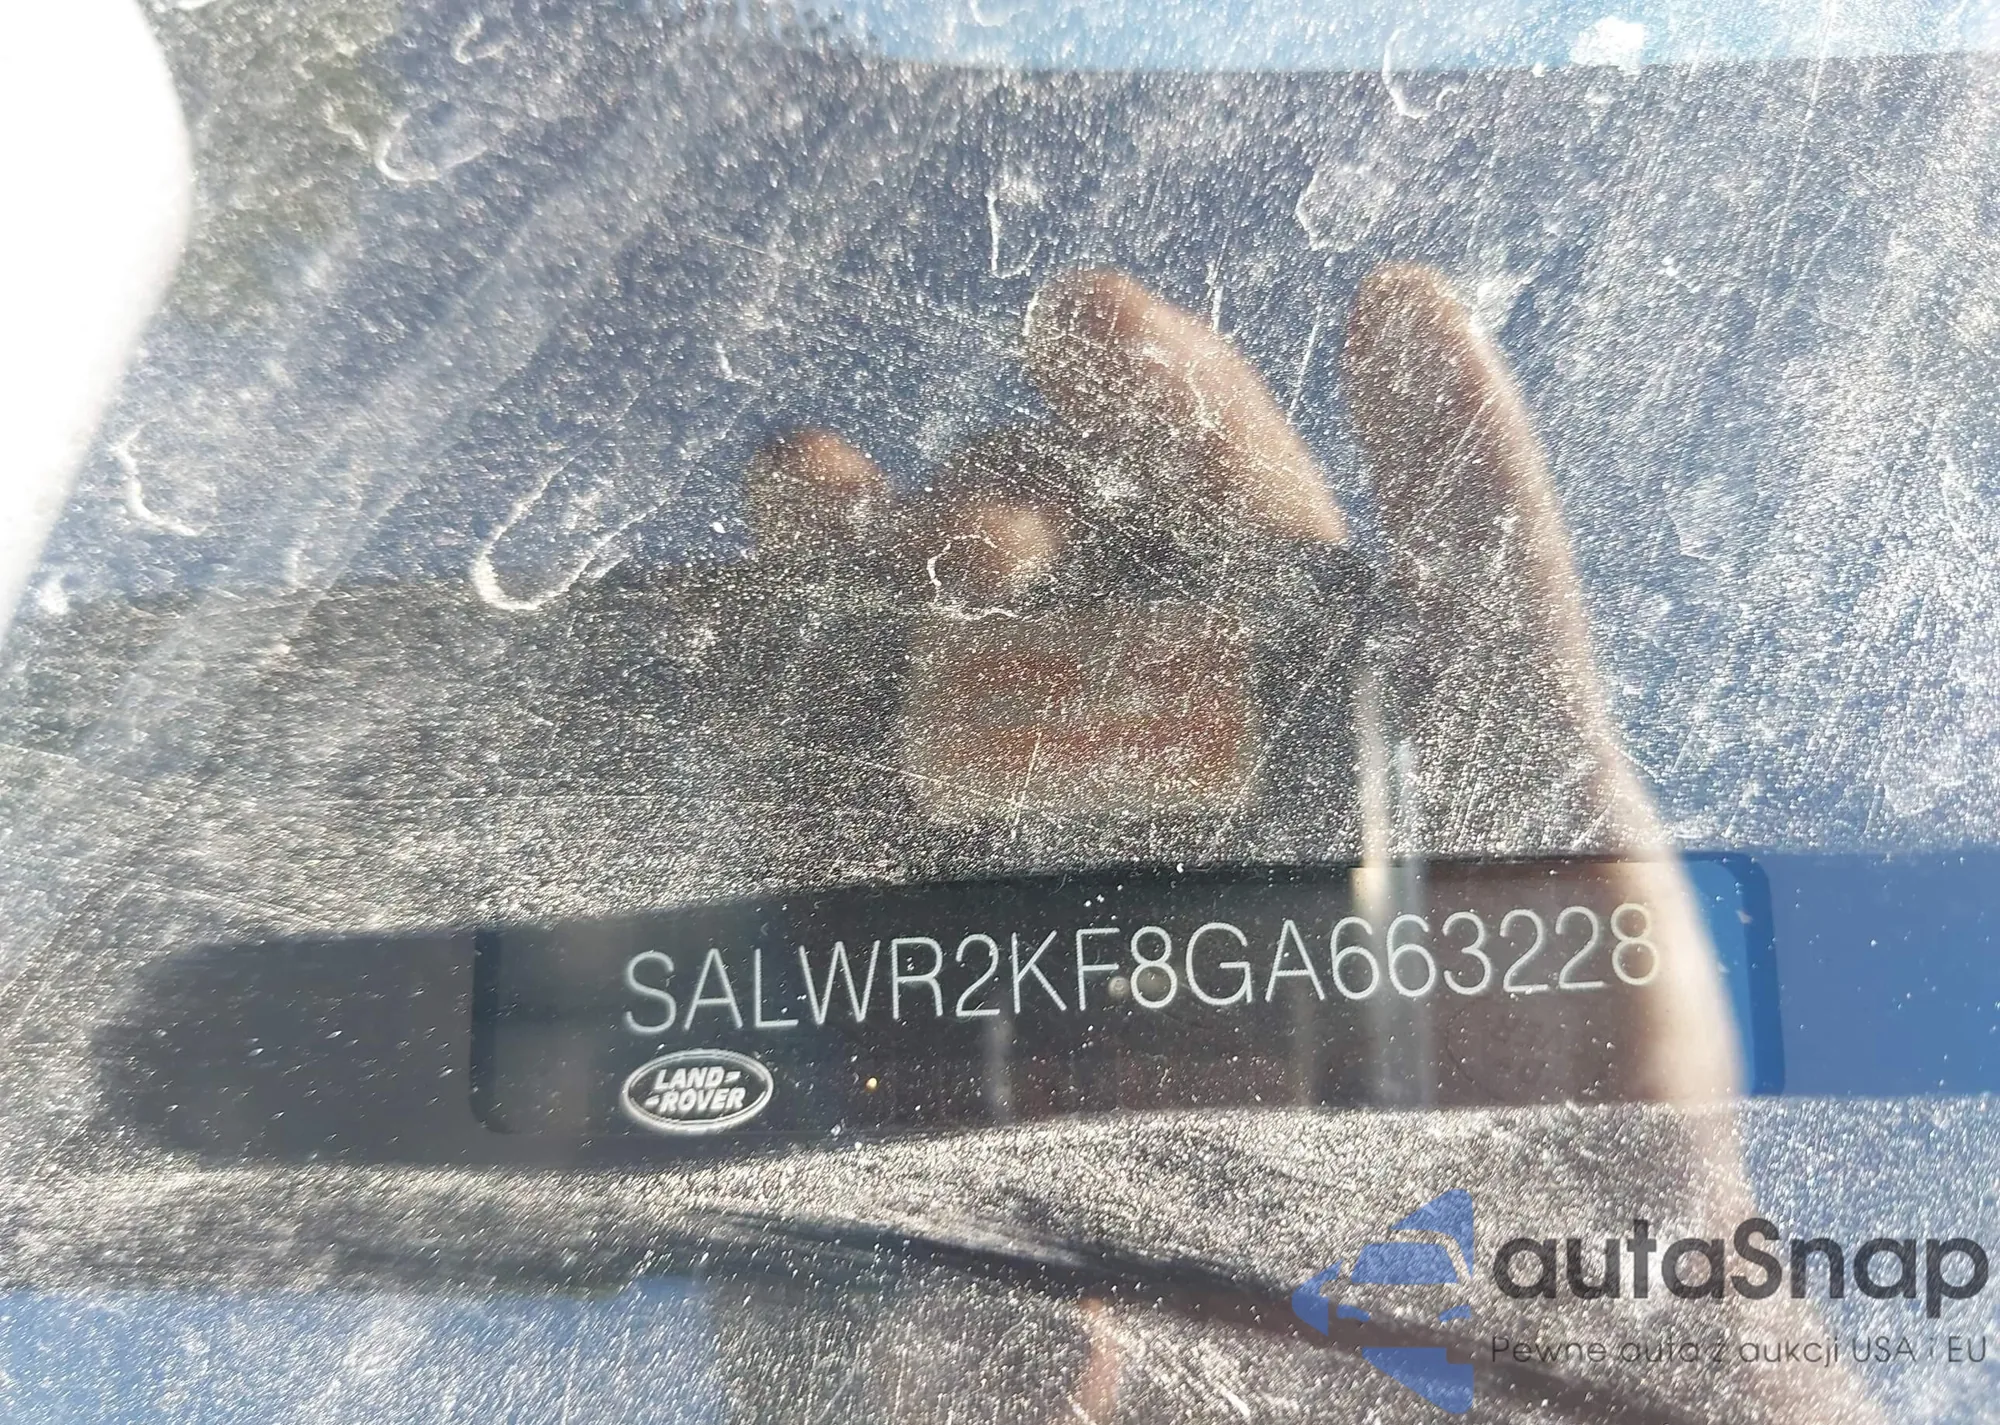 SALWR2KF8GA663228
LAND-
-ROVER
autaSnap
Pewne auta z aukcji USA i EU